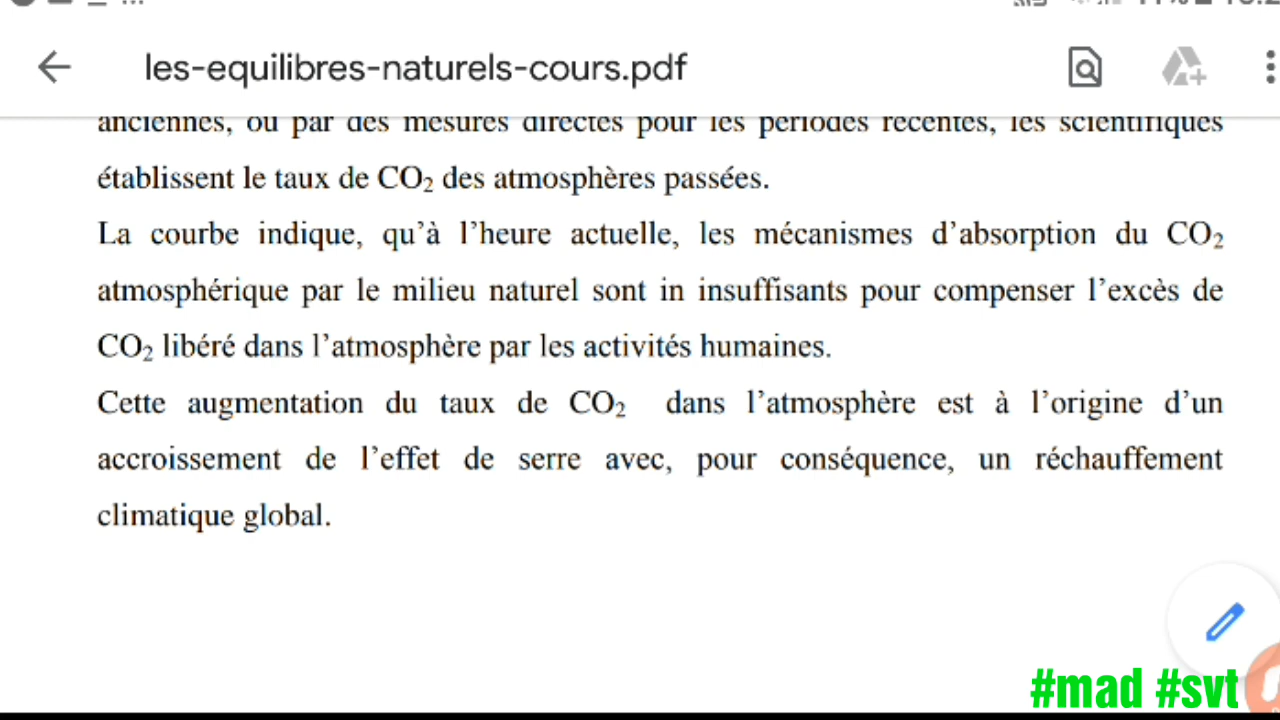 les-equilibres-naturels-cours.pdf
anciennes, ou par des mesures directes pour les périodes récentes, les scientifiques
établissent le taux de CO₂ des atmosphères passées.
La courbe indique, qu’à l’heure actuelle, les mécanismes d’absorption du CO₂
atmosphérique par le milieu naturel sont in insuffisants pour compenser l’excès de
CO₂ libéré dans l’atmosphère par les activités humaines.
Cette augmentation du taux de CO₂ dans l’atmosphère est à l’origine d’un
accroissement de l’effet de serre avec, pour conséquence, un réchauffement
climatique global.
#mad #svt